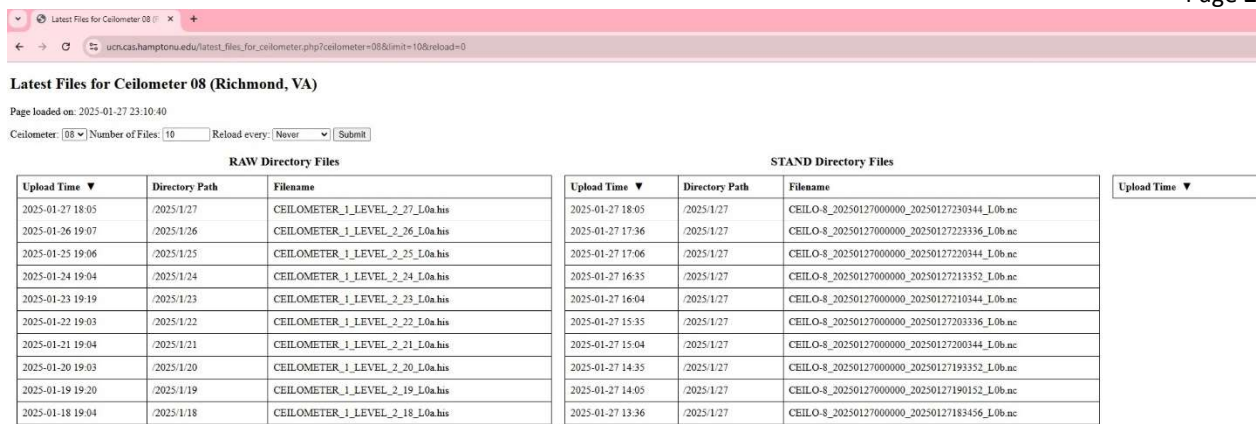 Page 2
Latest Files for Ceilometer 08 (
ucn.cas.hamptonu.edu/latest_files_for_ceilometer.php?ceilometer=08&limit=10&reload=0
Latest Files for Ceilometer 08 (Richmond, VA)
Page loaded on: 2025-01-27 23:10:40
Ceilometer: 08 Number of Files: 10 Reload every: Never Submit
RAW Directory Files STAND Directory Files
Upload Time ▼ Directory Path Filename Upload Time ▼ Directory Path Filename Upload Time ▼
2025-01-27 18:05 /2025/1/27 CEILOMETER_1_LEVEL_2_27_L0a.his 2025-01-27 18:05 /2025/1/27 CEILO-8_20250127000000_20250127230344_L0b.nc
2025-01-26 19:07 /2025/1/26 CEILOMETER_1_LEVEL_2_26_L0a.his 2025-01-27 17:36 /2025/1/27 CEILO-8_20250127000000_20250127223336_L0b.nc
2025-01-25 19:06 /2025/1/25 CEILOMETER_1_LEVEL_2_25_L0a.his 2025-01-27 17:06 /2025/1/27 CEILO-8_20250127000000_20250127220344_L0b.nc
2025-01-24 19:04 /2025/1/24 CEILOMETER_1_LEVEL_2_24_L0a.his 2025-01-27 16:35 /2025/1/27 CEILO-8_20250127000000_20250127213352_L0b.nc
2025-01-23 19:19 /2025/1/23 CEILOMETER_1_LEVEL_2_23_L0a.his 2025-01-27 16:04 /2025/1/27 CEILO-8_20250127000000_20250127210344_L0b.nc
2025-01-22 19:03 /2025/1/22 CEILOMETER_1_LEVEL_2_22_L0a.his 2025-01-27 15:35 /2025/1/27 CEILO-8_20250127000000_20250127203336_L0b.nc
2025-01-21 19:04 /2025/1/21 CEILOMETER_1_LEVEL_2_21_L0a.his 2025-01-27 15:04 /2025/1/27 CEILO-8_20250127000000_20250127200344_L0b.nc
2025-01-20 19:03 /2025/1/20 CEILOMETER_1_LEVEL_2_20_L0a.his 2025-01-27 14:35 /2025/1/27 CEILO-8_20250127000000_20250127193352_L0b.nc
2025-01-19 19:20 /2025/1/19 CEILOMETER_1_LEVEL_2_19_L0a.his 2025-01-27 14:05 /2025/1/27 CEILO-8_20250127000000_20250127190152_L0b.nc
2025-01-18 19:04 /2025/1/18 CEILOMETER_1_LEVEL_2_18_L0a.his 2025-01-27 13:36 /2025/1/27 CEILO-8_20250127000000_20250127183456_L0b.nc